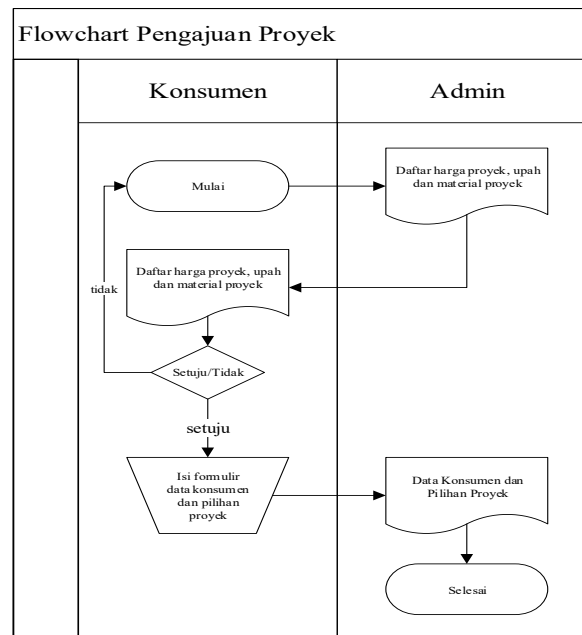 Flowchart Pengajuan Proyek
Konsumen
Admin
Mulai
Daftar harga proyek, upah
dan material proyek
Daftar harga proyek, upah
dan material proyek
tidak
Setuju/Tidak
setuju
Isi formulir
data konsumen
dan pilihan
proyek
Data Konsumen dan
Pilihan Proyek
Selesai